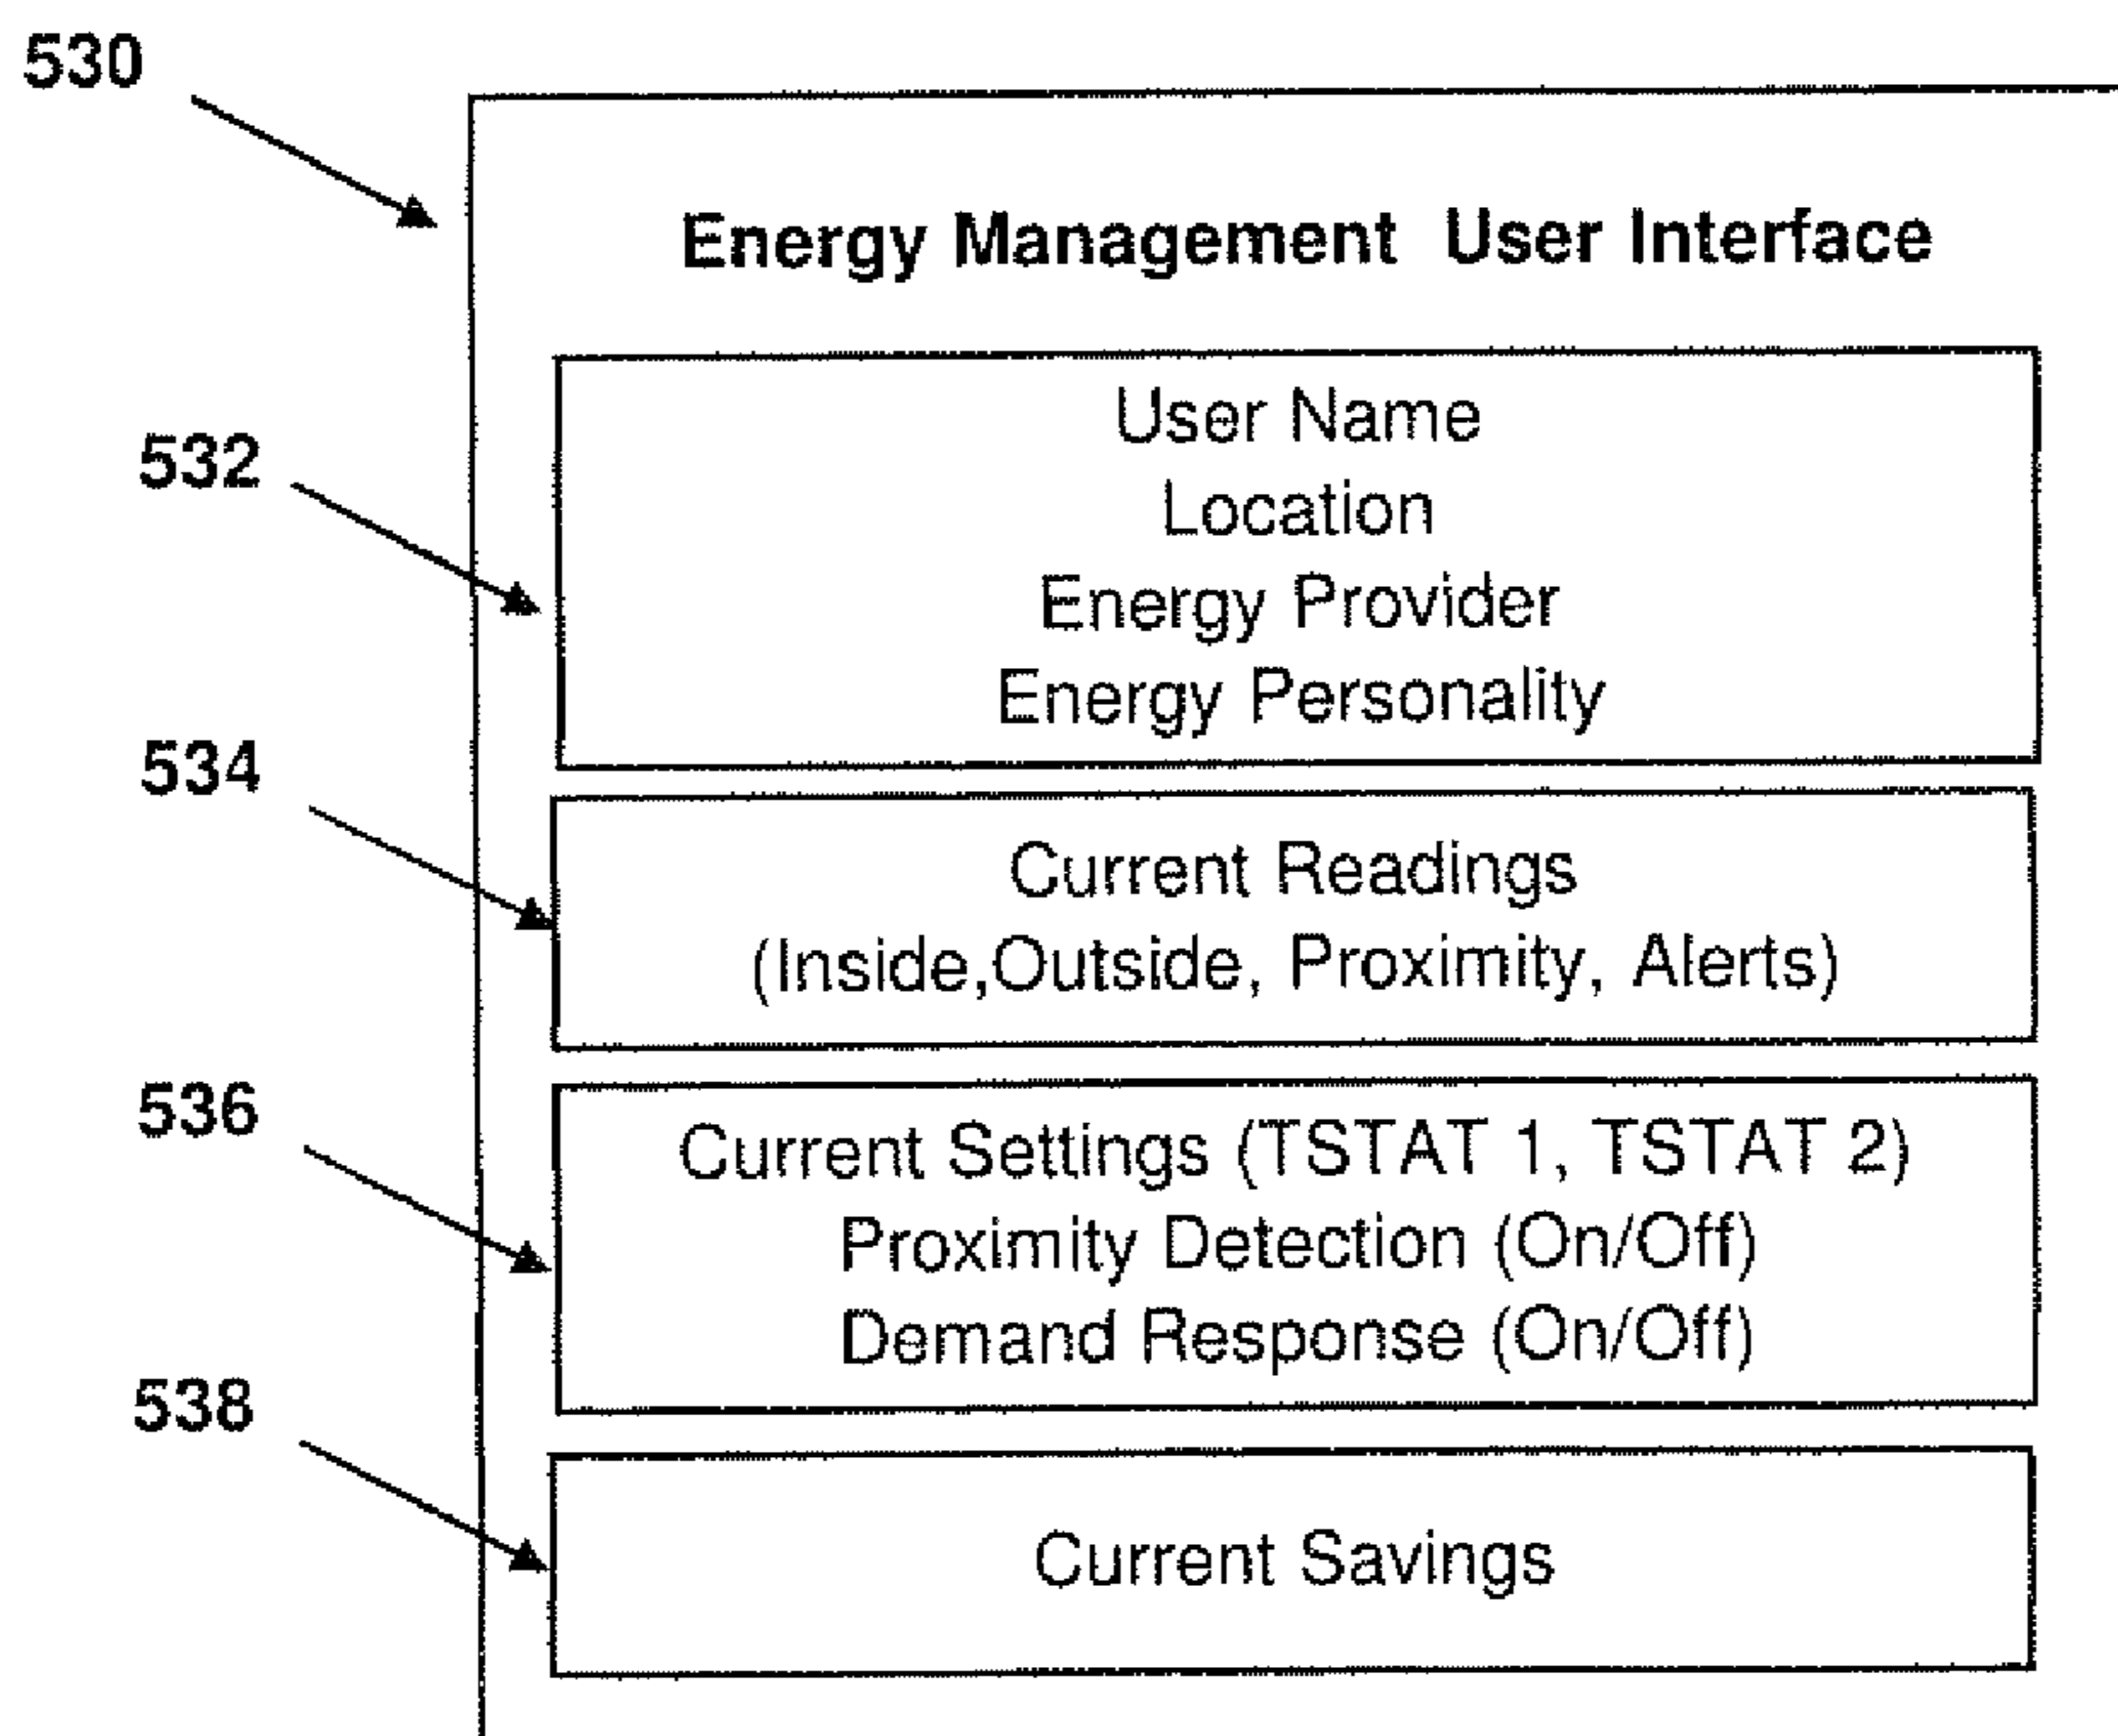 530
Energy Management User Interface
532
User Name
Location
Energy Provider
Energy Personality
534
Current Readings
(Inside,Outside, Proximity, Alerts)
536
Current Settings (TSTAT 1, TSTAT 2)
Proximity Detection (On/Off)
Demand Response (On/Off)
538
Current Savings